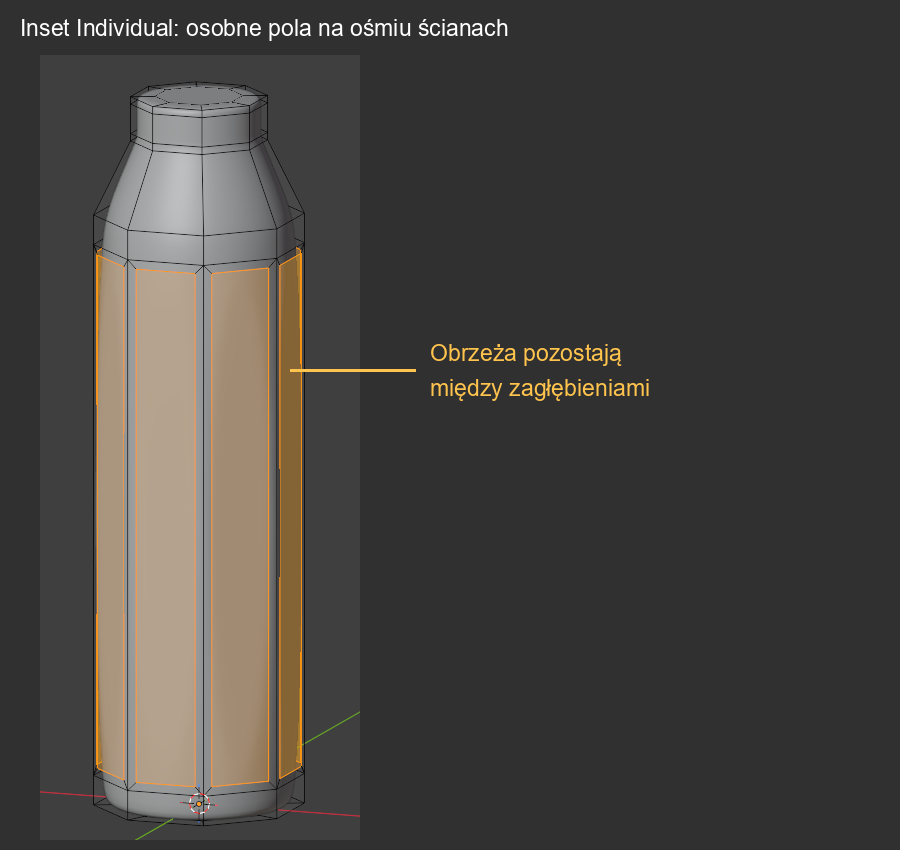 Inset Individual: osobne pola na ośmiu ścianach
Obrzeża pozostają
między zagłębieniami